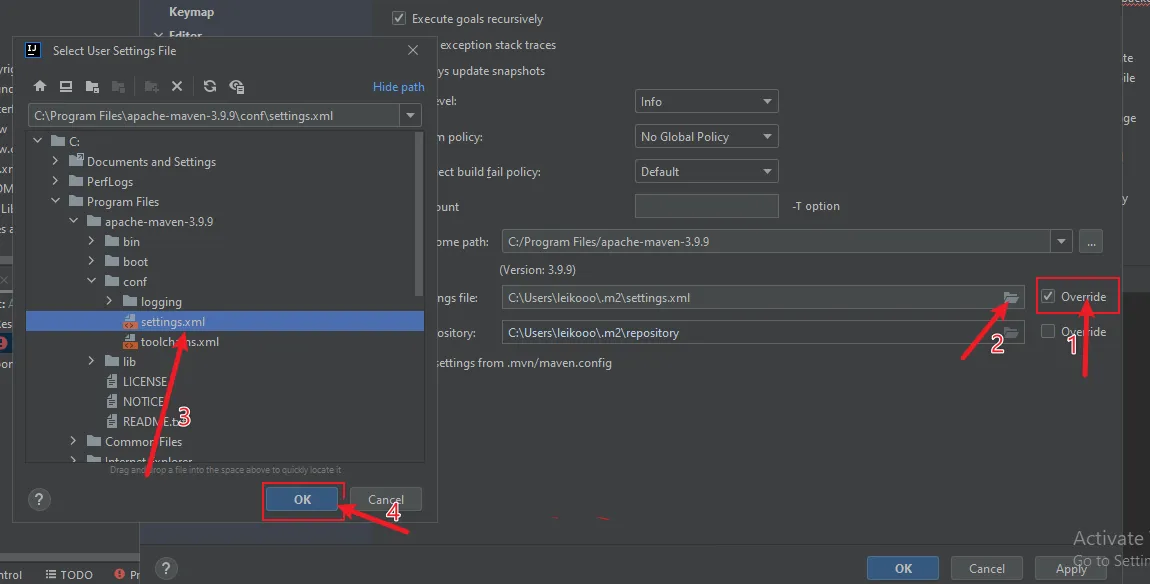 Keymap
Editor
Execute goals recursively
exception stack traces
update snapshots
Info
policy:
No Global Policy
ect build fail policy:
Default
-T option
ome path:
C:/Program Files/apache-maven-3.9.9
...
(Version: 3.9.9)
ngs file:
C:\Users\leikooo\.m2\settings.xml
Override
2
1
ository:
C:\Users\leikooo\.m2\repository
Override
settings from .mvn/maven.config
Select User Settings File
Hide path
C:\Program Files\apache-maven-3.9.9\conf\settings.xml
C:
Documents and Settings
PerfLogs
Program Files
apache-maven-3.9.9
bin
boot
conf
logging
settings.xml
toolchains.xml
lib
LICENSE
NOTICE
README.txt
3
Common Files
Internet Explorer
Drag and drop a file into the space above to quickly locate it
?
OK
Cancel
4
?
OK
Cancel
Apply
Activate
Go to Settin
ntrol
TODO